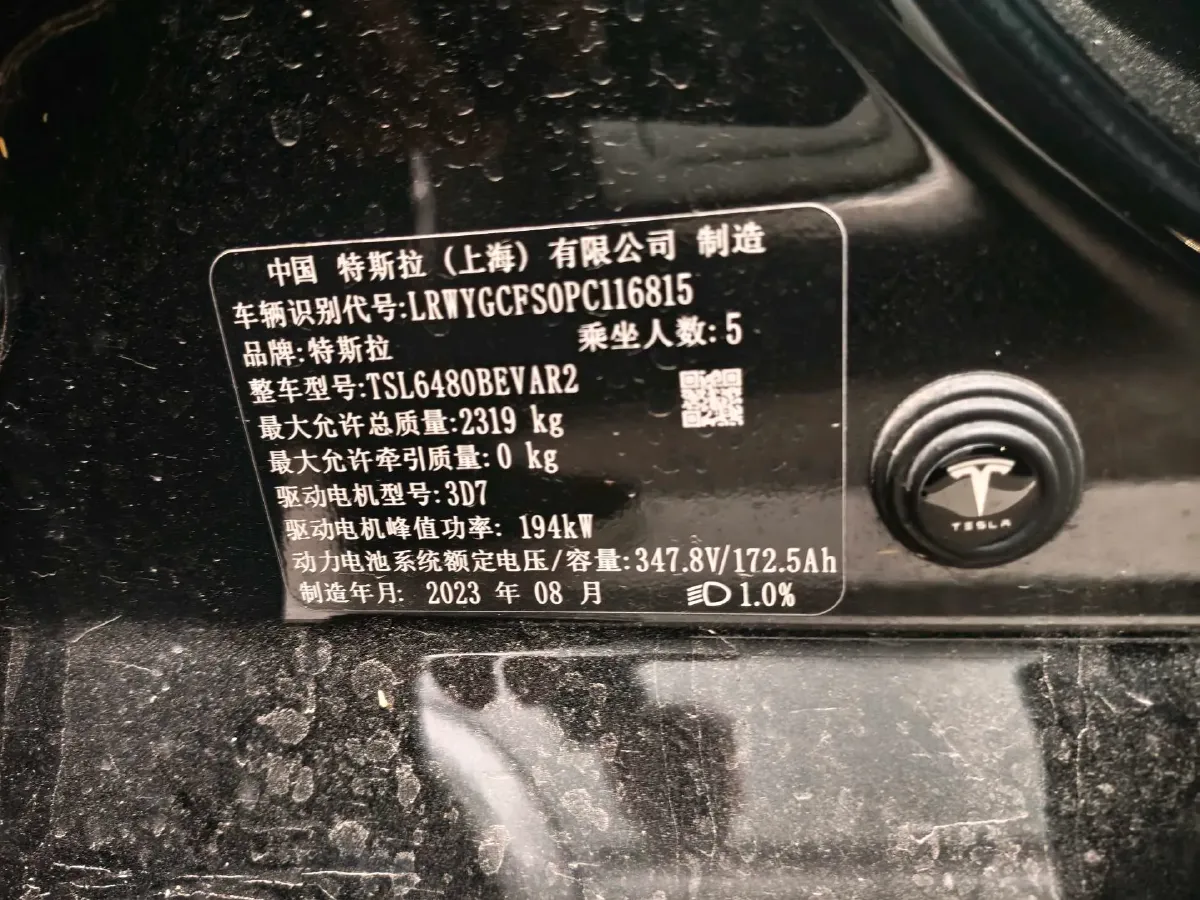 中国 特斯拉（上海）有限公司 制造
车辆识别代号:LRWYGCFS0PC116815
品牌:特斯拉 乘坐人数:5
整车型号:TSL6480BEVAR2
最大允许总质量:2319 kg
最大允许牵引质量:0 kg
驱动电机型号:3D7
驱动电机峰值功率: 194kW
动力电池系统额定电压/容量:347.8V/172.5Ah
制造年月: 2023 年 08 月 1.0%
TESLA